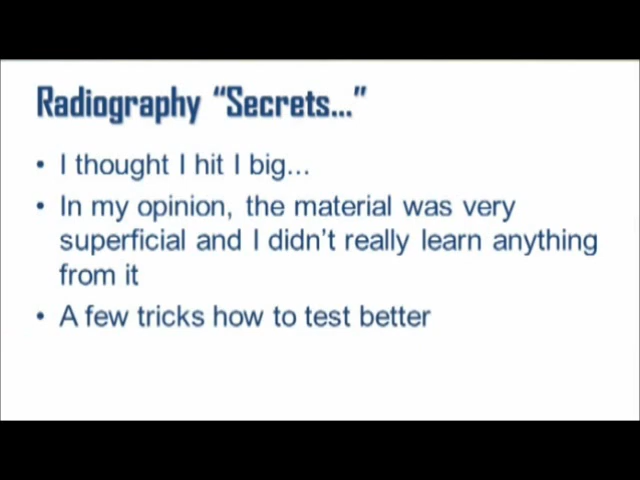 Radiography “Secrets...”
• I thought I hit I big...
• In my opinion, the material was very
superficial and I didn’t really learn anything
from it
• A few tricks how to test better